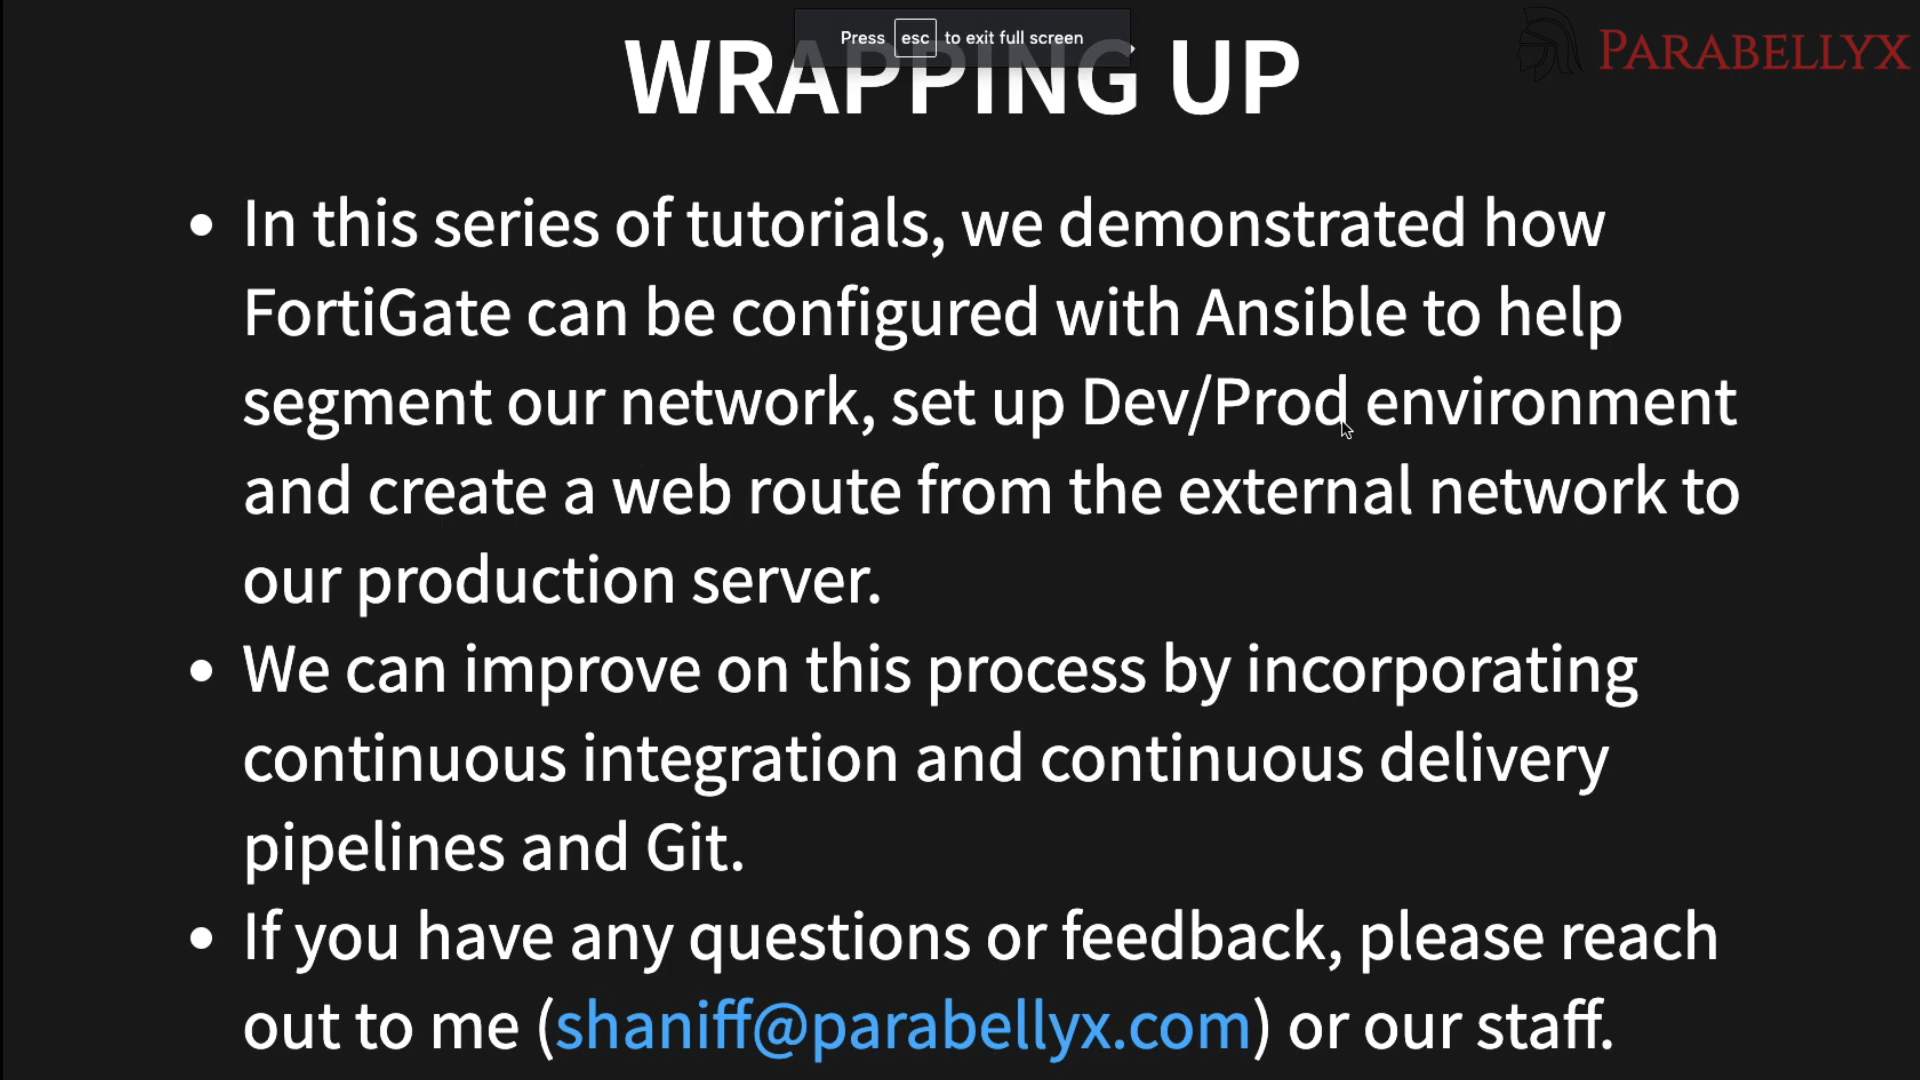 Press esc to exit full screen
PARABELLYX
WRAPPING UP
• In this series of tutorials, we demonstrated how
FortiGate can be configured with Ansible to help
segment our network, set up Dev/Prod environment
and create a web route from the external network to
our production server.
• We can improve on this process by incorporating
continuous integration and continuous delivery
pipelines and Git.
• If you have any questions or feedback, please reach
out to me (shaniff@parabellyx.com) or our staff.